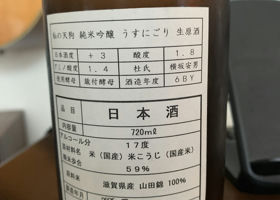 の天狗 純米吟醸 うすにごり 生原酒
日本酒度 +3 酸度 1.8
アミノ酸度 1.4 杜氏 横坂安男
使用酵母 蔵付酵母 酒造年度 6BY
品目 日本酒
内容量 720ml
アルコール分 17度
原材料名 米(国産)米こうじ(国産米)
精米歩合 59%
原料米 滋賀県産 山田錦 100%